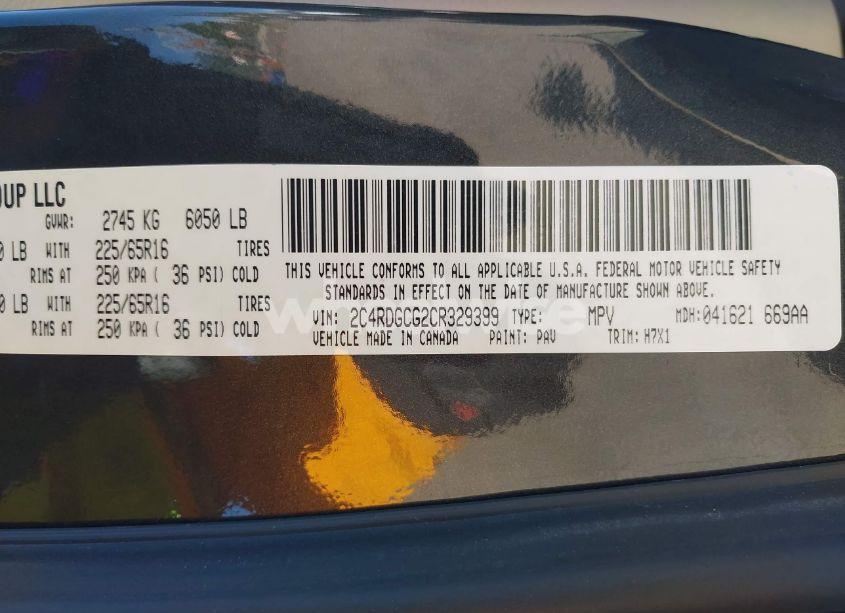 OUP LLC
GVWR: 2745 KG 6050 LB
0 LB WITH 225/65R16 TIRES
RIMS AT 250 KPA ( 36 PSI) COLD
0 LB WITH 225/65R16 TIRES
RIMS AT 250 KPA ( 36 PSI) COLD
THIS VEHICLE CONFORMS TO ALL APPLICABLE U.S.A. FEDERAL MOTOR VEHICLE SAFETY
STANDARDS IN EFFECT ON THE DATE OF MANUFACTURE SHOWN ABOVE.
VIN: 2C4RDGCG2CR329399 TYPE: MPV MDH:041621 669AA
VEHICLE MADE IN CANADA PAINT: PAV TRIM: H7X1